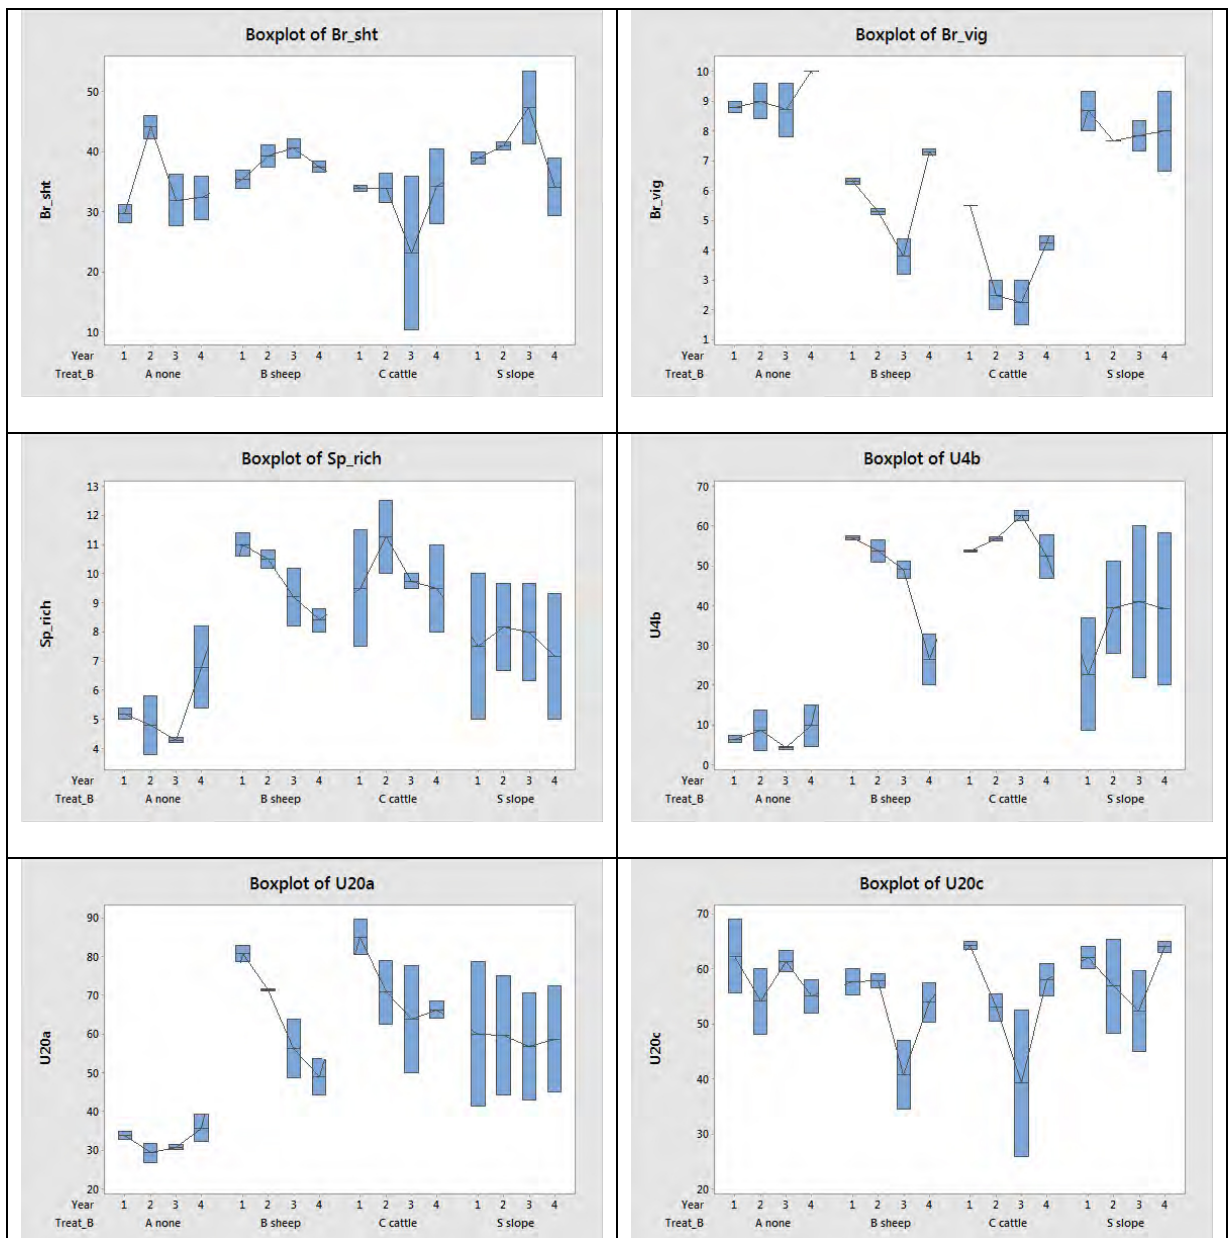 Boxplot of Br_sht
Br_sht
50
40
30
20
10
Year 1 2 3 4 1 2 3 4 1 2 3 4 1 2 3 4
Treat_B A none B sheep C cattle S slope
Boxplot of Br_vig
Br_vig
10
9
8
7
6
5
4
3
2
1
Year 1 2 3 4 1 2 3 4 1 2 3 4 1 2 3 4
Treat_B A none B sheep C cattle S slope
Boxplot of Sp_rich
Sp_rich
13
12
11
10
9
8
7
6
5
4
Year 1 2 3 4 1 2 3 4 1 2 3 4 1 2 3 4
Treat_B A none B sheep C cattle S slope
Boxplot of U4b
U4b
70
60
50
40
30
20
10
0
Year 1 2 3 4 1 2 3 4 1 2 3 4 1 2 3 4
Treat_B A none B sheep C cattle S slope
Boxplot of U20a
U20a
90
80
70
60
50
40
30
20
Year 1 2 3 4 1 2 3 4 1 2 3 4 1 2 3 4
Treat_B A none B sheep C cattle S slope
Boxplot of U20c
U20c
70
60
50
40
30
20
Year 1 2 3 4 1 2 3 4 1 2 3 4 1 2 3 4
Treat_B A none B sheep C cattle S slope